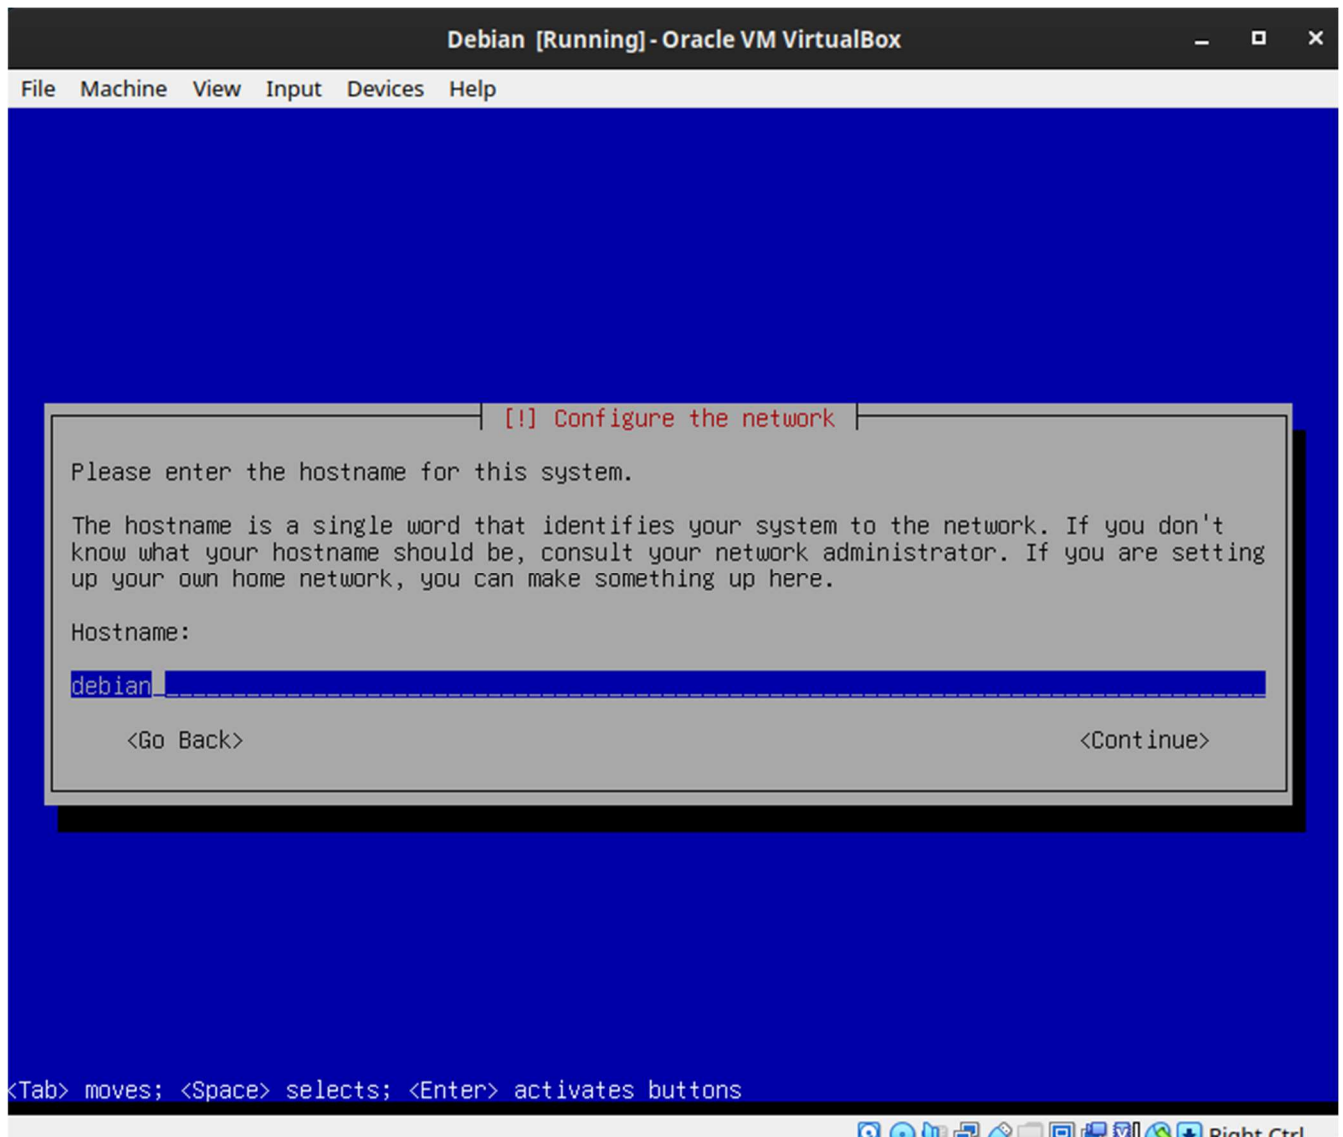 Debian [Running] - Oracle VM VirtualBox
File Machine View Input Devices Help
[!] Configure the network
Please enter the hostname for this system.
The hostname is a single word that identifies your system to the network. If you don't
know what your hostname should be, consult your network administrator. If you are setting
up your own home network, you can make something up here.
Hostname:
debian
<Go Back> <Continue>
<Tab> moves; <Space> selects; <Enter> activates buttons
Right Ctrl